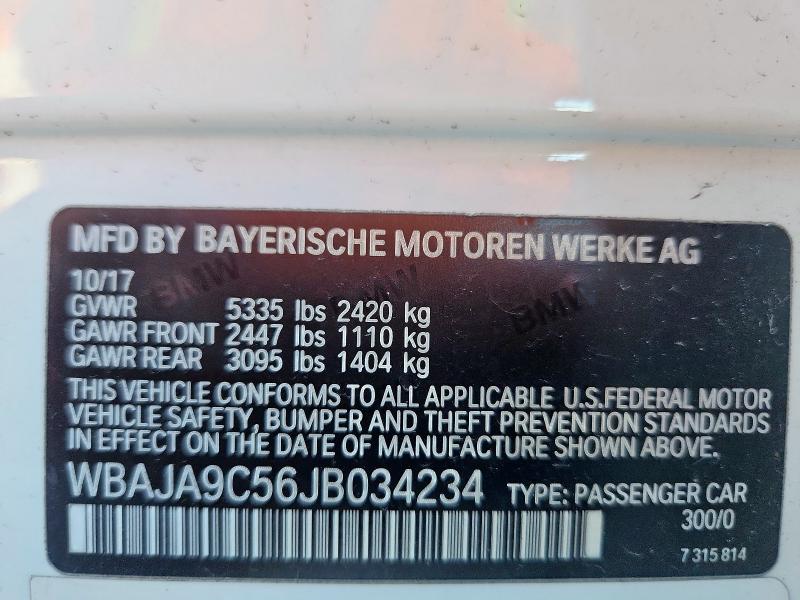 MFD BY BAYERISCHE MOTOREN WERKE AG
10/17
GVWR 5335 lbs 2420 kg
GAWR FRONT 2447 lbs 1110 kg
GAWR REAR 3095 lbs 1404 kg
THIS VEHICLE CONFORMS TO ALL APPLICABLE U.S.FEDERAL MOTOR
VEHICLE SAFETY, BUMPER AND THEFT PREVENTION STANDARDS
IN EFFECT ON THE DATE OF MANUFACTURE SHOWN ABOVE.
WBAJA9C56JB034234 TYPE: PASSENGER CAR
300/0
7 315 814
BMW BMW BMW